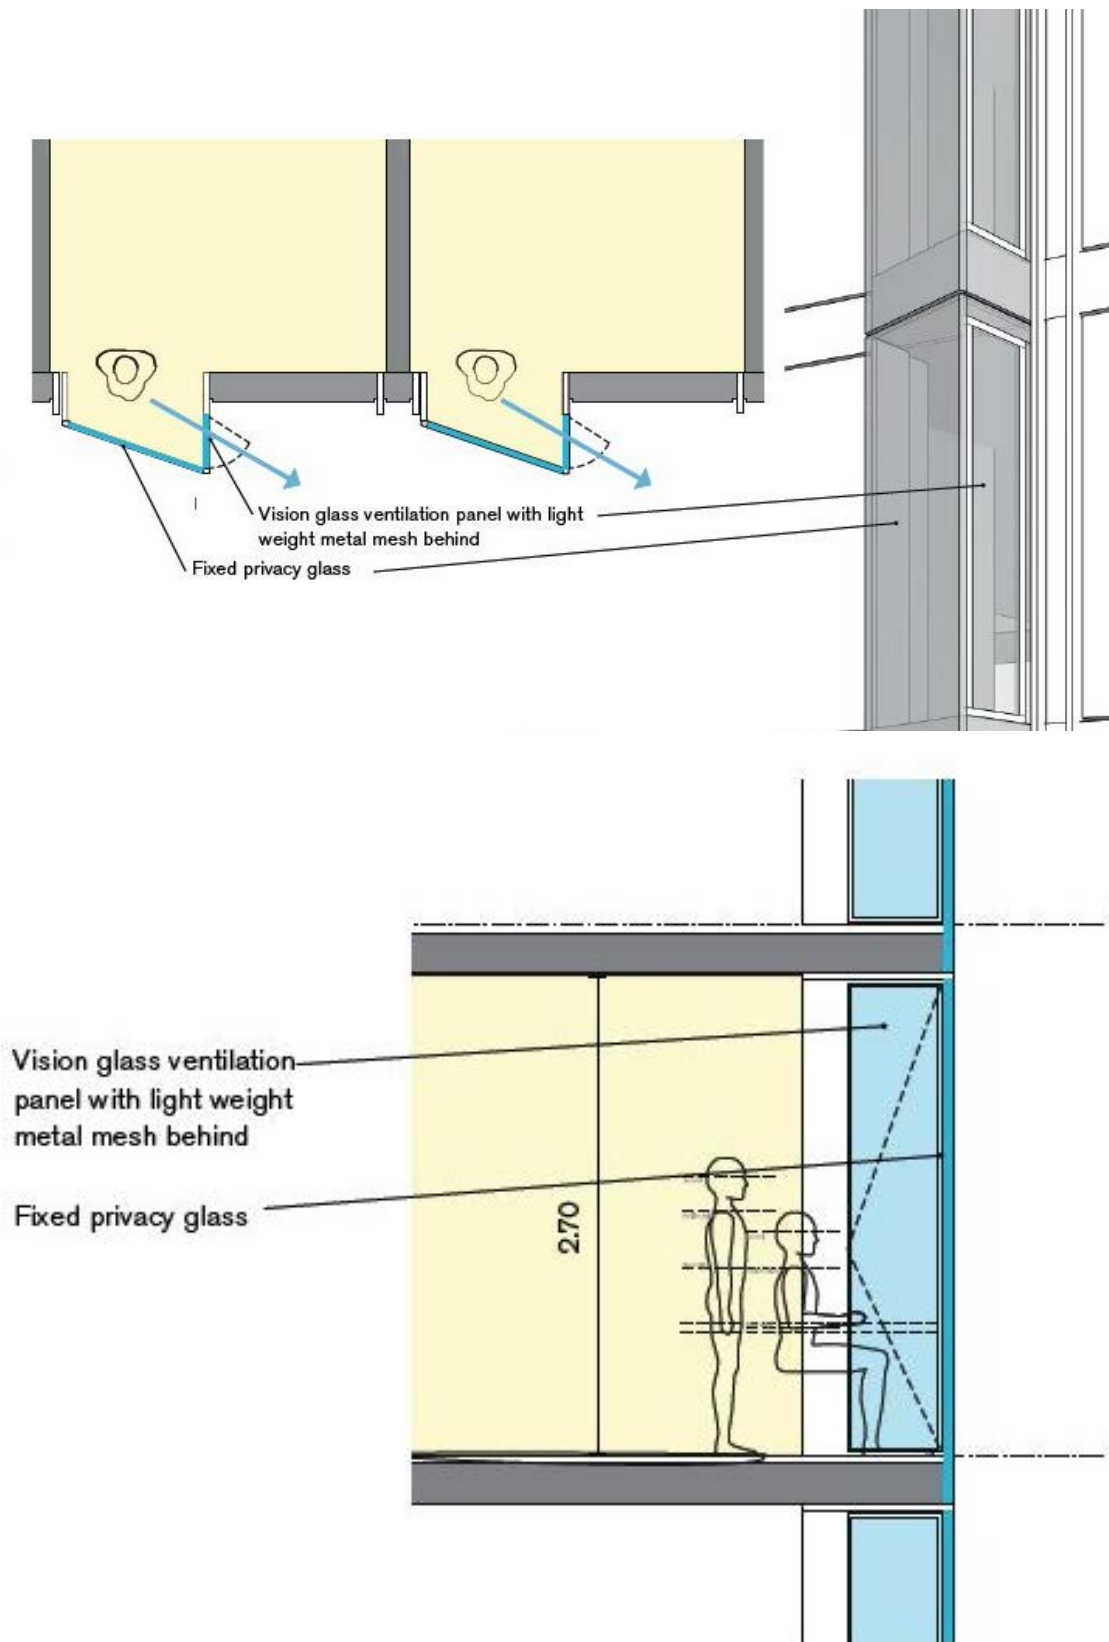 Vision glass ventilation panel with light
weight metal mesh behind
Fixed privacy glass
Vision glass ventilation
panel with light weight
metal mesh behind
Fixed privacy glass
2.70